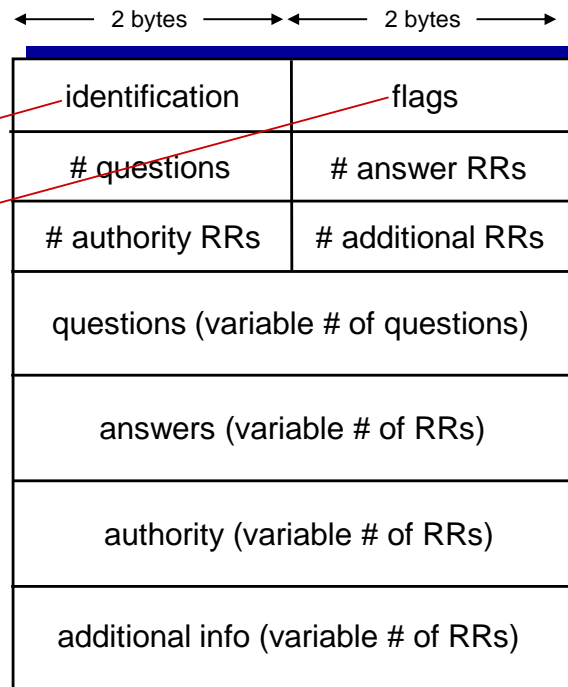 2 bytes 2 bytes
identification flags
# questions # answer RRs
# authority RRs # additional RRs
questions (variable # of questions)
answers (variable # of RRs)
authority (variable # of RRs)
additional info (variable # of RRs)